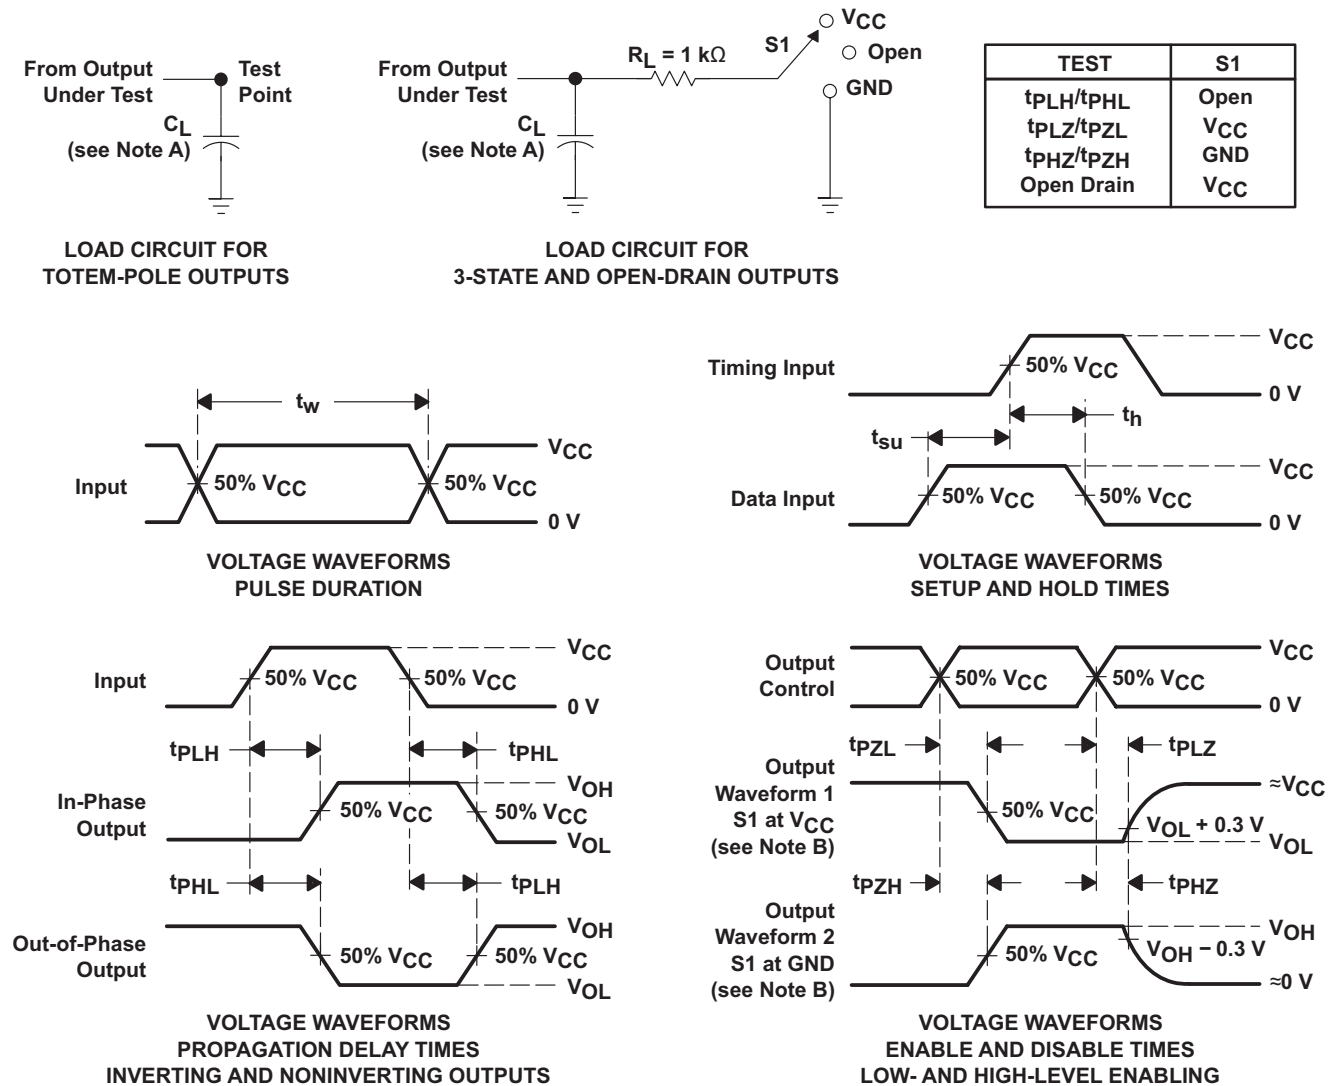 From Output
Under Test
Test
Point
CL
(see Note A)
LOAD CIRCUIT FOR
TOTEM-POLE OUTPUTS
From Output
Under Test
RL = 1 kΩ
S1
VCC
Open
GND
CL
(see Note A)
LOAD CIRCUIT FOR
3-STATE AND OPEN-DRAIN OUTPUTS
TEST S1
tPLH/tPHL Open
tPLZ/tPZL VCC
tPHZ/tPZH GND
Open Drain VCC
tw
Input
50% VCC
50% VCC
VCC
0 V
VOLTAGE WAVEFORMS
PULSE DURATION
Timing Input
50% VCC
VCC
0 V
th
tsu
Data Input
50% VCC
50% VCC
VCC
0 V
VOLTAGE WAVEFORMS
SETUP AND HOLD TIMES
Input
50% VCC
50% VCC
VCC
0 V
tPLH
tPHL
In-Phase
Output
50% VCC
50% VCC
VOH
VOL
tPHL
tPLH
Out-of-Phase
Output
50% VCC
50% VCC
VOH
VOL
VOLTAGE WAVEFORMS
PROPAGATION DELAY TIMES
INVERTING AND NONINVERTING OUTPUTS
Output
Control
50% VCC
50% VCC
VCC
0 V
tPZL
tPLZ
Output
Waveform 1
S1 at VCC
(see Note B)
50% VCC
VOL + 0.3 V
≈VCC
VOL
tPZH
tPHZ
Output
Waveform 2
S1 at GND
(see Note B)
50% VCC
VOH − 0.3 V
VOH
≈0 V
VOLTAGE WAVEFORMS
ENABLE AND DISABLE TIMES
LOW- AND HIGH-LEVEL ENABLING